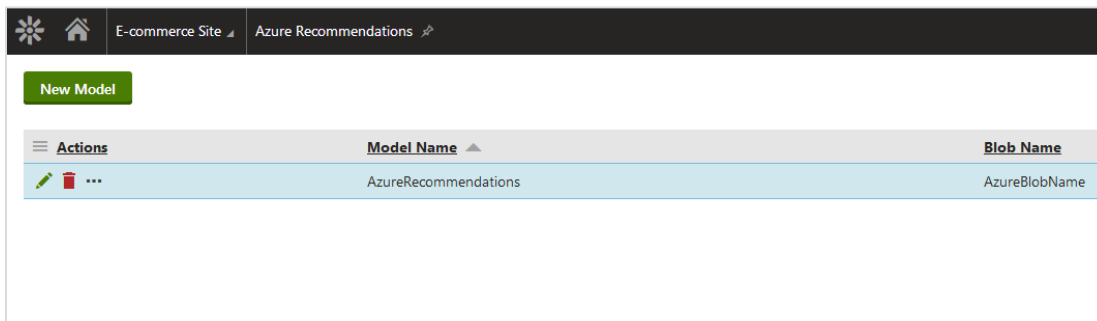 E-commerce Site Azure Recommendations
New Model
Actions Model Name Blob Name
AzureRecommendations AzureBlobName